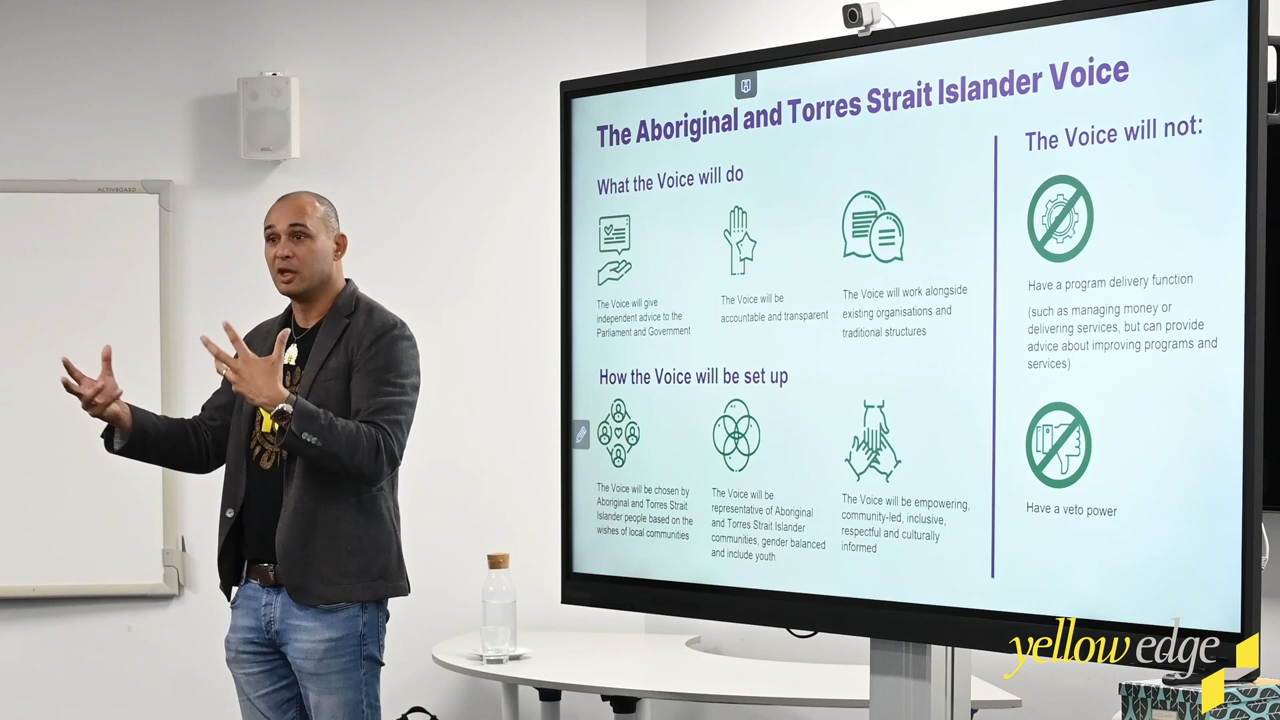 ACTIVBOARD
The Aboriginal and Torres Strait Islander Voice
What the Voice will do
The Voice will give
independent advice to the
Parliament and Government
The Voice will be
accountable and transparent
The Voice will work alongside
existing organisations and
traditional structures
How the Voice will be set up
The Voice will be chosen by
Aboriginal and Torres Strait
Islander people based on the
wishes of local communities
The Voice will be
representative of Aboriginal
and Torres Strait Islander
communities, gender balanced
and include youth
The Voice will be empowering,
community-led, inclusive,
respectful and culturally
informed
The Voice will not:
Have a program delivery function
(such as managing money or
delivering services, but can provide
advice about improving programs and
services)
Have a veto power
yellow edge